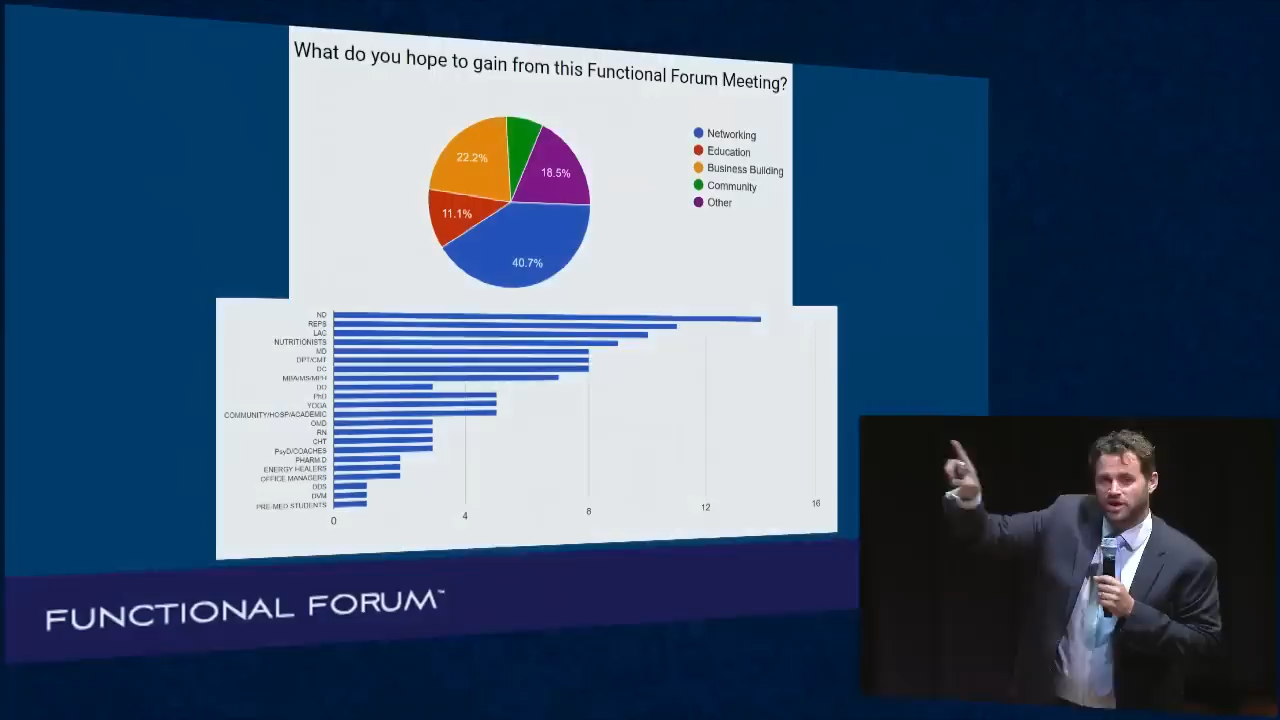 What do you hope to gain from this Functional Forum Meeting?
Networking
Education
Business Building
Community
Other
22.2%
18.5%
11.1%
40.7%
ND
REPS
LAC
NUTRITIONISTS
MD
DPT/CMT
DC
MBA/MS/MPH
DO
PhD
YOGA
COMMUNITY/HOSP/ACADEMIC
OMD
RN
CHT
PsyD/COACHES
PHARM.D
ENERGY HEALERS
OFFICE MANAGERS
DDS
DVM
PRE-MED STUDENTS
0 4 8 12 16
FUNCTIONAL FORUM™